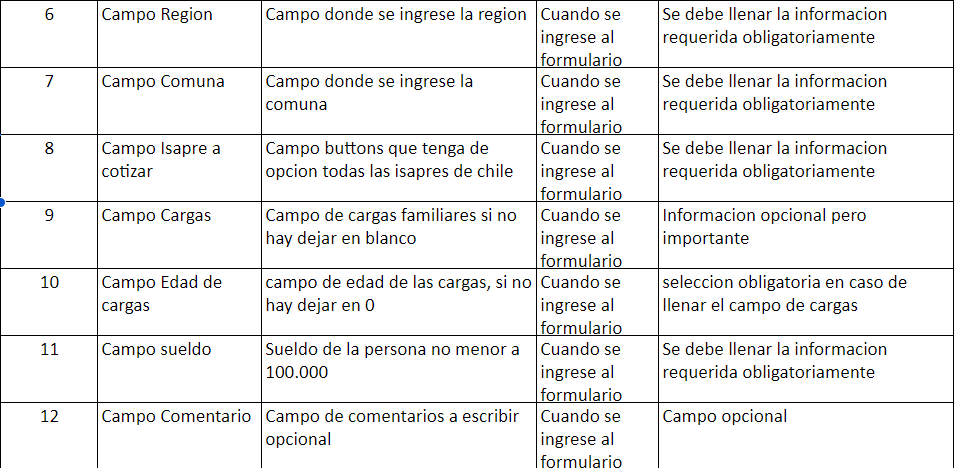 6
Campo Region
Campo donde se ingrese la region
Cuando se
ingrese al
formulario
Se debe llenar la informacion
requerida obligatoriamente
7
Campo Comuna
Campo donde se ingrese la
comuna
Cuando se
ingrese al
formulario
Se debe llenar la informacion
requerida obligatoriamente
8
Campo Isapre a
cotizar
Campo buttons que tenga de
opcion todas las isapres de chile
Cuando se
ingrese al
formulario
Se debe llenar la informacion
requerida obligatoriamente
9
Campo Cargas
Campo de cargas familiares si no
hay dejar en blanco
Cuando se
ingrese al
formulario
Informacion opcional pero
importante
10
Campo Edad de
cargas
campo de edad de las cargas, si no
hay dejar en 0
Cuando se
ingrese al
formulario
seleccion obligatoria en caso de
llenar el campo de cargas
11
Campo sueldo
Sueldo de la persona no menor a
100.000
Cuando se
ingrese al
formulario
Se debe llenar la informacion
requerida obligatoriamente
12
Campo Comentario
Campo de comentarios a escribir
opcional
Cuando se
ingrese al
formulario
Campo opcional